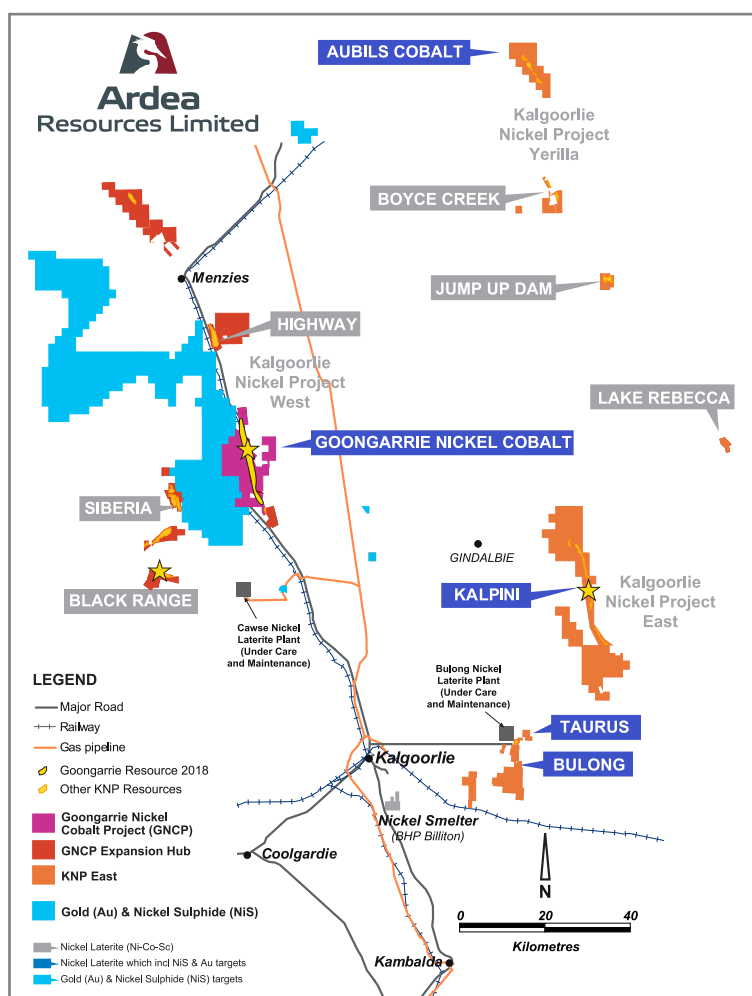 Ardea
Resources Limited
AUBILS COBALT
Kalgoorlie
Nickel Project
Yerilla
BOYCE CREEK
Menzies
JUMP UP DAM
HIGHWAY
Kalgoorlie
Nickel Project
West
LAKE REBECCA
GOONGARRIE NICKEL COBALT
SIBERIA
GINDALBIE
BLACK RANGE
KALPINI
Kalgoorlie
Nickel Project
East
Cawse Nickel
Laterite Plant
(Under Care
and Maintenance)
Bulong Nickel
Laterite Plant
(Under Care
and Maintenance)
TAURUS
BULONG
Kalgoorlie
Nickel Smelter
(BHP Billiton)
Coolgardie
Kambalda
LEGEND
Major Road
Railway
Gas pipeline
Goongarrie Resource 2018
Other KNP Resources
Goongarrie Nickel
Cobalt Project (GNCP)
GNCP Expansion Hub
KNP East
Gold (Au) & Nickel Sulphide (NiS)
Nickel Laterite (Ni-Co-Sc)
Nickel Laterite which incl NiS & Au targets
Gold (Au) & Nickel Sulphide (NiS) targets
N
0 20 40
Kilometres